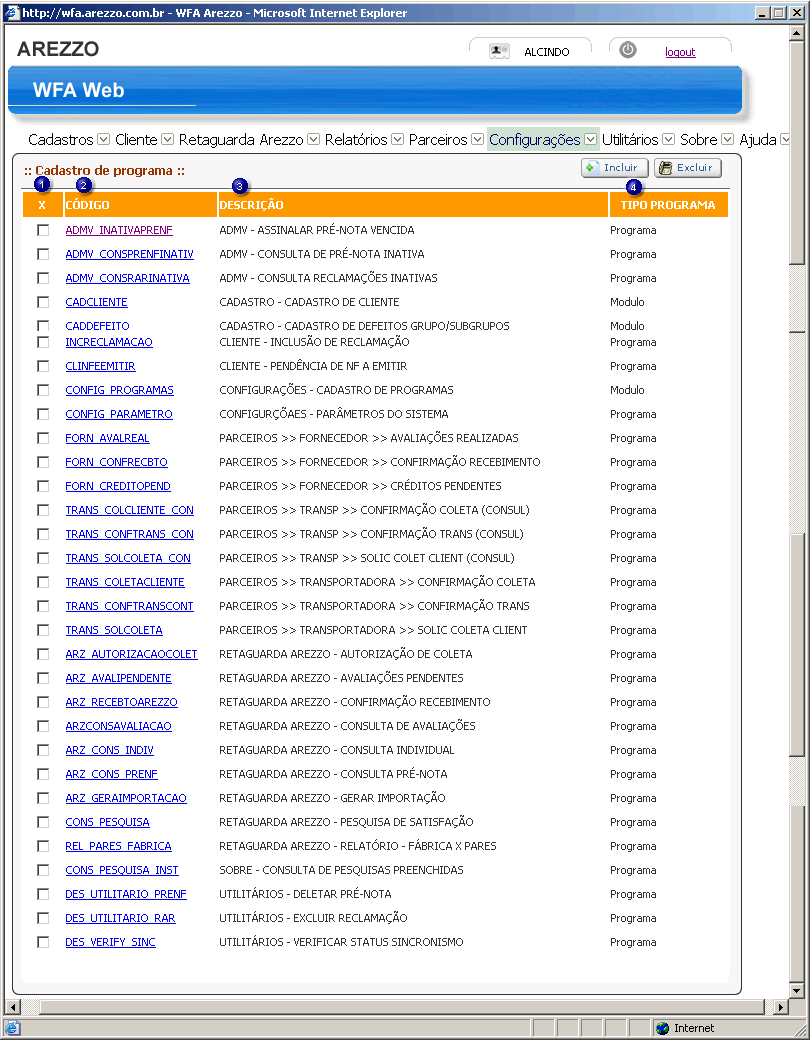 http://wfa.arezzo.com.br - WFA Arezzo - Microsoft Internet Explorer
AREZZO ALCINDO logout
WFA Web
Cadastros Cliente Retaguarda Arezzo Relatórios Parceiros Configurações Utilitários Sobre Ajuda
:: Cadastro de programa :: Incluir Excluir
1 2 3 4
X CÓDIGO DESCRIÇÃO TIPO PROGRAMA
ADMV_INATIVAPRENF ADMV - ASSINALAR PRÉ-NOTA VENCIDA Programa
ADMV_CONSPRENFINATIV ADMV - CONSULTA DE PRÉ-NOTA INATIVA Programa
ADMV_CONSRARINATIVA ADMV - CONSULTA RECLAMAÇÕES INATIVAS Programa
CADCLIENTE CADASTRO - CADASTRO DE CLIENTE Modulo
CADDEFEITO CADASTRO - CADASTRO DE DEFEITOS GRUPO/SUBGRUPOS Modulo
INCRECLAMACAO CLIENTE - INCLUSÃO DE RECLAMAÇÃO Programa
CLINFEEMITIR CLIENTE - PENDÊNCIA DE NF A EMITIR Programa
CONFIG_PROGRAMAS CONFIGURAÇÕES - CADASTRO DE PROGRAMAS Modulo
CONFIG_PARAMETRO CONFIGURÇÕAES - PARÂMETROS DO SISTEMA Programa
FORN_AVALREAL PARCEIROS >> FORNECEDOR >> AVALIAÇÕES REALIZADAS Programa
FORN_CONFRECBTO PARCEIROS >> FORNECEDOR >> CONFIRMAÇÃO RECEBIMENTO Programa
FORN_CREDITOPEND PARCEIROS >> FORNECEDOR >> CRÉDITOS PENDENTES Programa
TRANS_COLCLIENTE_CON PARCEIROS >> TRANSP >> CONFIRMAÇÃO COLETA (CONSUL) Programa
TRANS_CONFTRANS_CON PARCEIROS >> TRANSP >> CONFIRMAÇÃO TRANS (CONSUL) Programa
TRANS_SOLCOLETA_CON PARCEIROS >> TRANSP >> SOLIC COLET CLIENT (CONSUL) Programa
TRANS_COLETACLIENTE PARCEIROS >> TRANSPORTADORA >> CONFIRMAÇÃO COLETA Programa
TRANS_CONFTRANSCONT PARCEIROS >> TRANSPORTADORA >> CONFIRMAÇÃO TRANS Programa
TRANS_SOLCOLETA PARCEIROS >> TRANSPORTADORA >> SOLIC COLETA CLIENT Programa
ARZ_AUTORIZACAOCOLET RETAGUARDA AREZZO - AUTORIZAÇÃO DE COLETA Programa
ARZ_AVALIPENDENTE RETAGUARDA AREZZO - AVALIAÇÕES PENDENTES Programa
ARZ_RECEBTOAREZZO RETAGUARDA AREZZO - CONFIRMAÇÃO RECEBIMENTO Programa
ARZCONSAVALIACAO RETAGUARDA AREZZO - CONSULTA DE AVALIAÇÕES Programa
ARZ_CONS_INDIV RETAGUARDA AREZZO - CONSULTA INDIVIDUAL Programa
ARZ_CONS_PRENF RETAGUARDA AREZZO - CONSULTA PRÉ-NOTA Programa
ARZ_GERAIMPORTACAO RETAGUARDA AREZZO - GERAR IMPORTAÇÃO Programa
CONS_PESQUISA RETAGUARDA AREZZO - PESQUISA DE SATISFAÇÃO Programa
REL_PARES_FABRICA RETAGUARDA AREZZO - RELATÓRIO - FÁBRICA X PARES Programa
CONS_PESQUISA_INST SOBRE - CONSULTA DE PESQUISAS PREENCHIDAS Programa
DES_UTILITARIO_PRENF UTILITÁRIOS - DELETAR PRÉ-NOTA Programa
DES_UTILITARIO_RAR UTILITÁRIOS - EXCLUIR RECLAMAÇÃO Programa
DES_VERIFY_SINC UTILITÁRIOS - VERIFICAR STATUS SINCRONISMO Programa
Internet